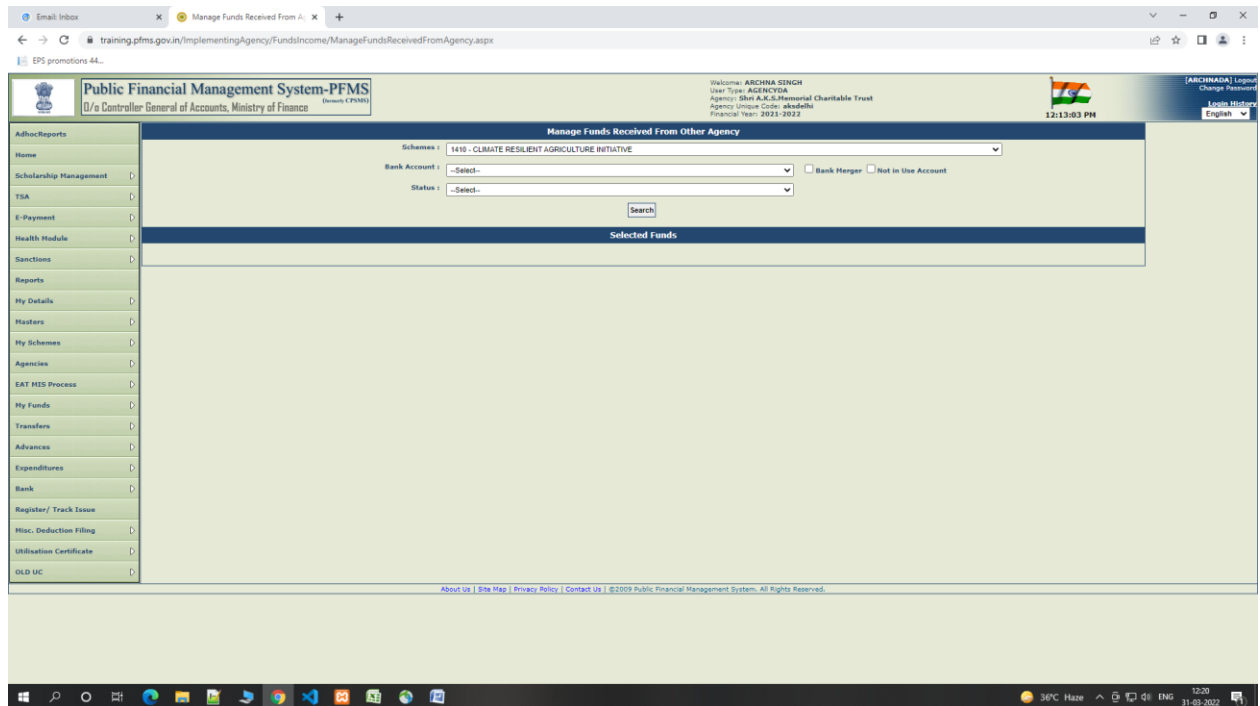 Email: Inbox
Manage Funds Received From Ag
training.pfms.gov.in/ImplementingAgency/FundsIncome/ManageFundsReceivedFromAgency.aspx
EPS promotions 44...
Public Financial Management System-PFMS
O/o Controller General of Accounts, Ministry of Finance (formerly CPSMS)
Welcome: ARCHNA SINGH
User Type: AGENCYDA
Agency: Shri A.K.S.Memorial Charitable Trust
Agency Unique Code: aksdelhi
Financial Year: 2021-2022
12:13:03 PM
[ARCHNADA] Logout
Change Password
Login History
English
AdhocReports
Home
Scholarship Management
TSA
E-Payment
Health Module
Sanctions
Reports
My Details
Masters
My Schemes
Agencies
EAT MIS Process
My Funds
Transfers
Advances
Expenditures
Bank
Register/ Track Issue
Misc. Deduction Filing
Utilisation Certificate
OLD UC
Manage Funds Received From Other Agency
Schemes : 1410 - CLIMATE RESILIENT AGRICULTURE INITIATIVE
Bank Account : --Select-- Bank Merger Not in Use Account
Status : --Select--
Search
Selected Funds
About Us | Site Map | Privacy Policy | Contact Us | ©2009 Public Financial Management System. All Rights Reserved.
36°C Haze ENG 12:20
31-03-2022